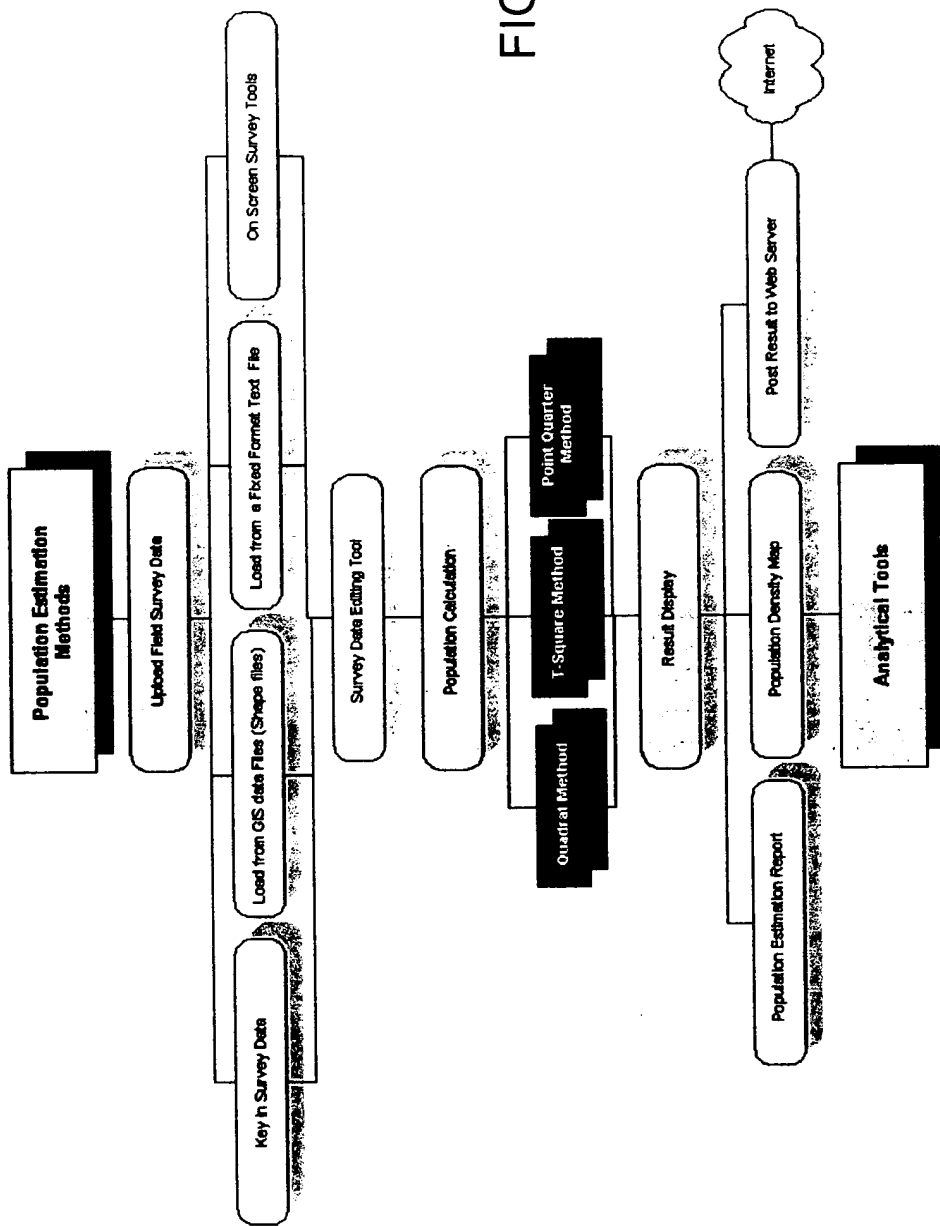 Population Estimation
Methods
Upload Field Survey Data
Key in Survey Data
Load from GIS data Files (Shape files)
Load from a Fixed Format Text File
On Screen Survey Tools
Survey Data Editing Tool
Population Calculation
Quadrat Method
T-Square Method
Point Quarter
Method
Result Display
Population Estimation Report
Population Density Map
Post Result to Web Server
Internet
Analytical Tools
FIG